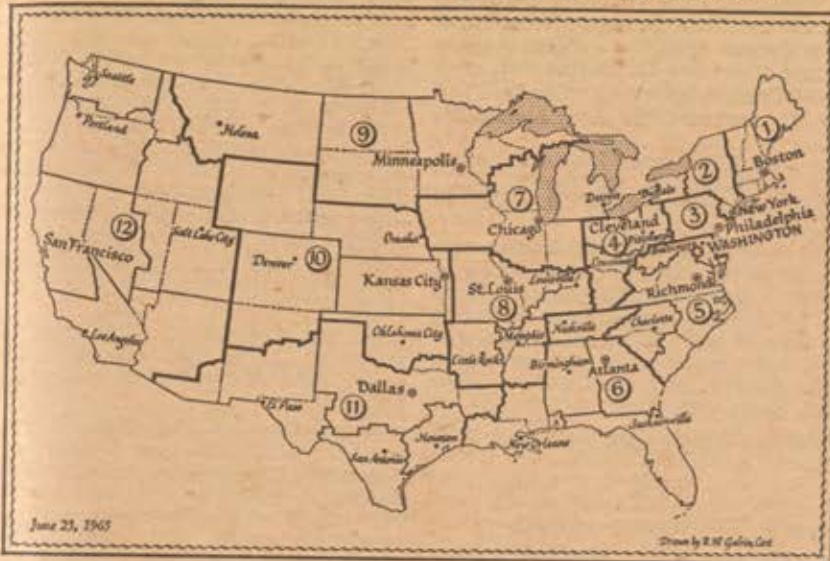 Seattle
Portland
Helena
9
Minneapolis
1
Boston
2
7
Detroit
Buffalo
New York
3
Cleveland
Philadelphia
4
Pittsburgh
WASHINGTON
Chicago
12
Salt Lake City
San Francisco
Omaha
Denver
10
Kansas City
St. Louis
Louisville
Richmond
8
5
Los Angeles
Oklahoma City
Memphis
Nashville
Charlotte
Little Rock
Birmingham
Atlanta
6
Dallas
11
El Paso
Houston
San Antonio
New Orleans
Jacksonville
June 23, 1965